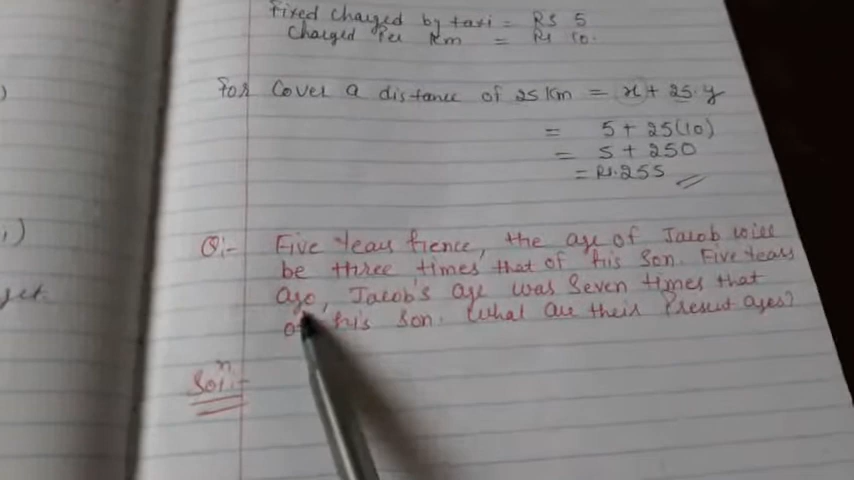 Fixed charged by taxi = Rs 5
Charged Per Km = Rs 10.
For Cover a distance of 25 Km = x + 25.y
= 5 + 25(10)
= 5 + 250
= Rs.255
)
,)
get.
Q:- Five years hence, the age of Jacob will
be three times that of his son. Five years
ago, Jacob's age was seven times that
his son. What are their Present ages?
Sol^n:-